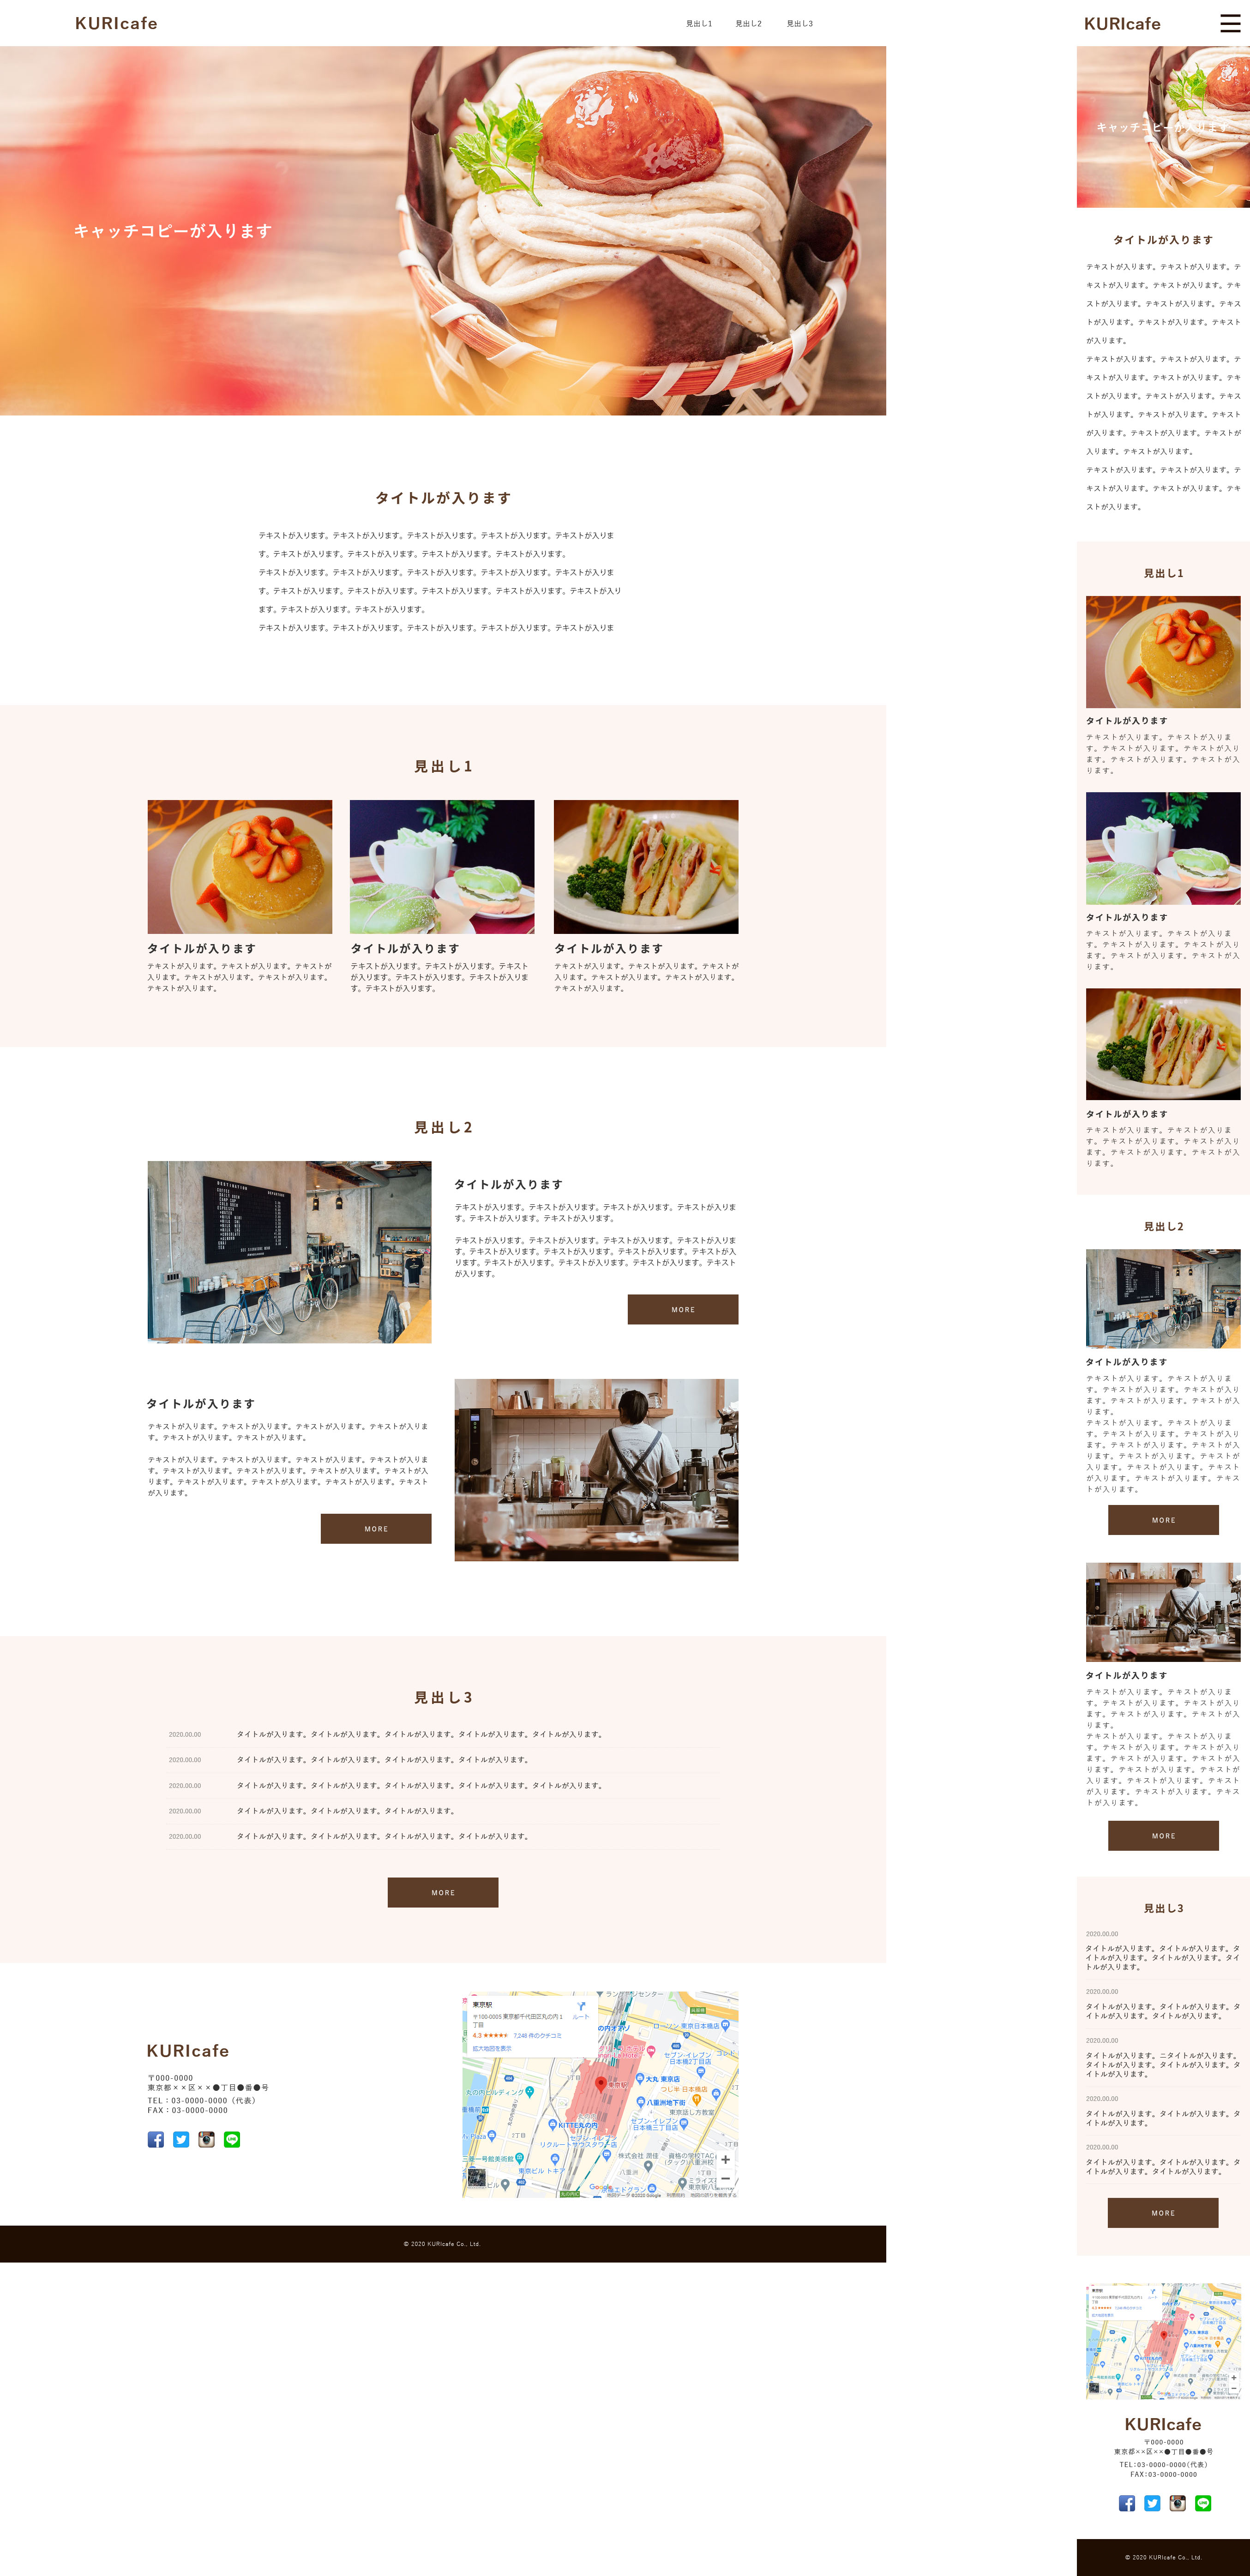 KURIcafe
見出し1
見出し2
見出し3
キャッチコピーが入ります
タイトルが入ります
テキストが入ります。テキストが入ります。テキストが入ります。テキストが入ります。テキストが入りま
す。テキストが入ります。テキストが入ります。テキストが入ります。テキストが入ります。
テキストが入ります。テキストが入ります。テキストが入ります。テキストが入ります。テキストが入りま
す。テキストが入ります。テキストが入ります。テキストが入ります。テキストが入ります。テキストが入り
ます。テキストが入ります。テキストが入ります。
テキストが入ります。テキストが入ります。テキストが入ります。テキストが入ります。テキストが入りま
見出し1
タイトルが入ります
テキストが入ります。テキストが入ります。テキストが
入ります。テキストが入ります。テキストが入ります。
テキストが入ります。
タイトルが入ります
テキストが入ります。テキストが入ります。テキスト
が入ります。テキストが入ります。テキストが入りま
す。テキストが入ります。
タイトルが入ります
テキストが入ります。テキストが入ります。テキストが
入ります。テキストが入ります。テキストが入ります。
テキストが入ります。
見出し2
タイトルが入ります
テキストが入ります。テキストが入ります。テキストが入ります。テキストが入りま
す。テキストが入ります。テキストが入ります。
テキストが入ります。テキストが入ります。テキストが入ります。テキストが入りま
す。テキストが入ります。テキストが入ります。テキストが入ります。テキストが入
ります。テキストが入ります。テキストが入ります。テキストが入ります。テキスト
が入ります。
MORE
タイトルが入ります
テキストが入ります。テキストが入ります。テキストが入ります。テキストが入りま
す。テキストが入ります。テキストが入ります。
テキストが入ります。テキストが入ります。テキストが入ります。テキストが入りま
す。テキストが入ります。テキストが入ります。テキストが入ります。テキストが入
ります。テキストが入ります。テキストが入ります。テキストが入ります。テキスト
が入ります。
MORE
見出し3
2020.00.00
タイトルが入ります。タイトルが入ります。タイトルが入ります。タイトルが入ります。タイトルが入ります。
2020.00.00
タイトルが入ります。タイトルが入ります。タイトルが入ります。タイトルが入ります。
2020.00.00
タイトルが入ります。タイトルが入ります。タイトルが入ります。タイトルが入ります。タイトルが入ります。
2020.00.00
タイトルが入ります。タイトルが入ります。タイトルが入ります。
2020.00.00
タイトルが入ります。タイトルが入ります。タイトルが入ります。タイトルが入ります。
MORE
KURIcafe
〒000-0000
東京都××区××●丁目●番●号
TEL：03-0000-0000（代表）
FAX：03-0000-0000
東京駅
〒100-0005 東京都千代田区丸の内１
丁目
ルート
4.3 ★★★★★ 7,248 件のクチコミ
拡大地図を表示
ローソン 東京日本橋店
セブン-イレブン
日本橋2丁目店
大丸 東京店
つじ半 日本橋店
八重洲地下街
東京駅
KITTE丸の内
セブン-イレブン
日本橋三丁目店
東京ビル トキア
© 2020 KURIcafe Co., Ltd.
KURIcafe
キャッチコピーが入ります
タイトルが入ります
テキストが入ります。テキストが入ります。テ
キストが入ります。テキストが入ります。テキ
ストが入ります。テキストが入ります。テキス
トが入ります。テキストが入ります。テキスト
が入ります。
テキストが入ります。テキストが入ります。テ
キストが入ります。テキストが入ります。テキ
ストが入ります。テキストが入ります。テキス
トが入ります。テキストが入ります。テキスト
が入ります。テキストが入ります。テキストが
入ります。テキストが入ります。
テキストが入ります。テキストが入ります。テ
キストが入ります。テキストが入ります。テキ
ストが入ります。
見出し1
タイトルが入ります
テキストが入ります。テキストが入りま
す。テキストが入ります。テキストが入り
ます。テキストが入ります。テキストが入
ります。
タイトルが入ります
テキストが入ります。テキストが入りま
す。テキストが入ります。テキストが入り
ます。テキストが入ります。テキストが入
ります。
タイトルが入ります
テキストが入ります。テキストが入りま
す。テキストが入ります。テキストが入り
ます。テキストが入ります。テキストが入
ります。
見出し2
タイトルが入ります
テキストが入ります。テキストが入りま
す。テキストが入ります。テキストが入り
ます。テキストが入ります。テキストが入
ります。
テキストが入ります。テキストが入りま
す。テキストが入ります。テキストが入り
ます。テキストが入ります。テキストが入
ります。テキストが入ります。テキストが
入ります。テキストが入ります。テキスト
が入ります。テキストが入ります。テキス
トが入ります。
MORE
タイトルが入ります
テキストが入ります。テキストが入りま
す。テキストが入ります。テキストが入り
ます。テキストが入ります。テキストが入
ります。
テキストが入ります。テキストが入りま
す。テキストが入ります。テキストが入り
ます。テキストが入ります。テキストが入
ります。テキストが入ります。テキストが
入ります。テキストが入ります。テキスト
が入ります。テキストが入ります。テキス
トが入ります。
MORE
見出し3
2020.00.00
タイトルが入ります。タイトルが入ります。タ
イトルが入ります。タイトルが入ります。タイ
トルが入ります。
2020.00.00
タイトルが入ります。タイトルが入ります。タ
イトルが入ります。タイトルが入ります。
2020.00.00
タイトルが入ります。ニタイトルが入ります。
タイトルが入ります。タイトルが入ります。タ
イトルが入ります。
2020.00.00
タイトルが入ります。タイトルが入ります。タ
イトルが入ります。
2020.00.00
タイトルが入ります。タイトルが入ります。タ
イトルが入ります。タイトルが入ります。
MORE
KURIcafe
〒000-0000
東京都××区××●丁目●番●号
TEL:03-0000-0000(代表)
FAX:03-0000-0000
© 2020 KURIcafe Co., Ltd.